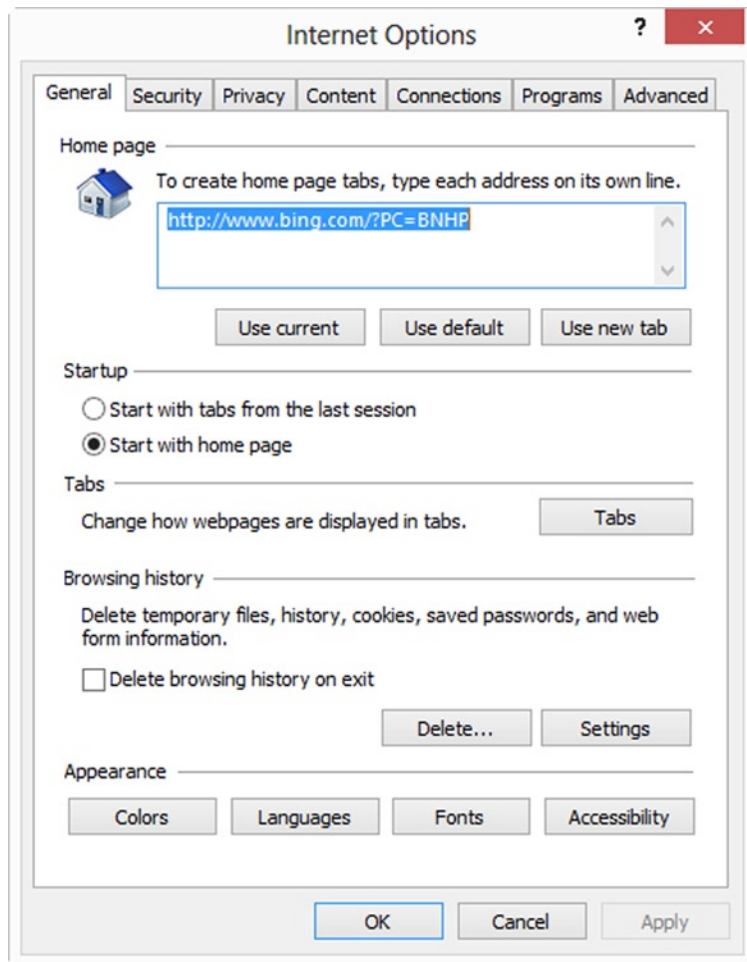 Internet Options
?
General Security Privacy Content Connections Programs Advanced
Home page
To create home page tabs, type each address on its own line.
http://www.bing.com/?PC=BNHP
Use current Use default Use new tab
Startup
Start with tabs from the last session
Start with home page
Tabs
Change how webpages are displayed in tabs. Tabs
Browsing history
Delete temporary files, history, cookies, saved passwords, and web
form information.
Delete browsing history on exit
Delete... Settings
Appearance
Colors Languages Fonts Accessibility
OK Cancel Apply